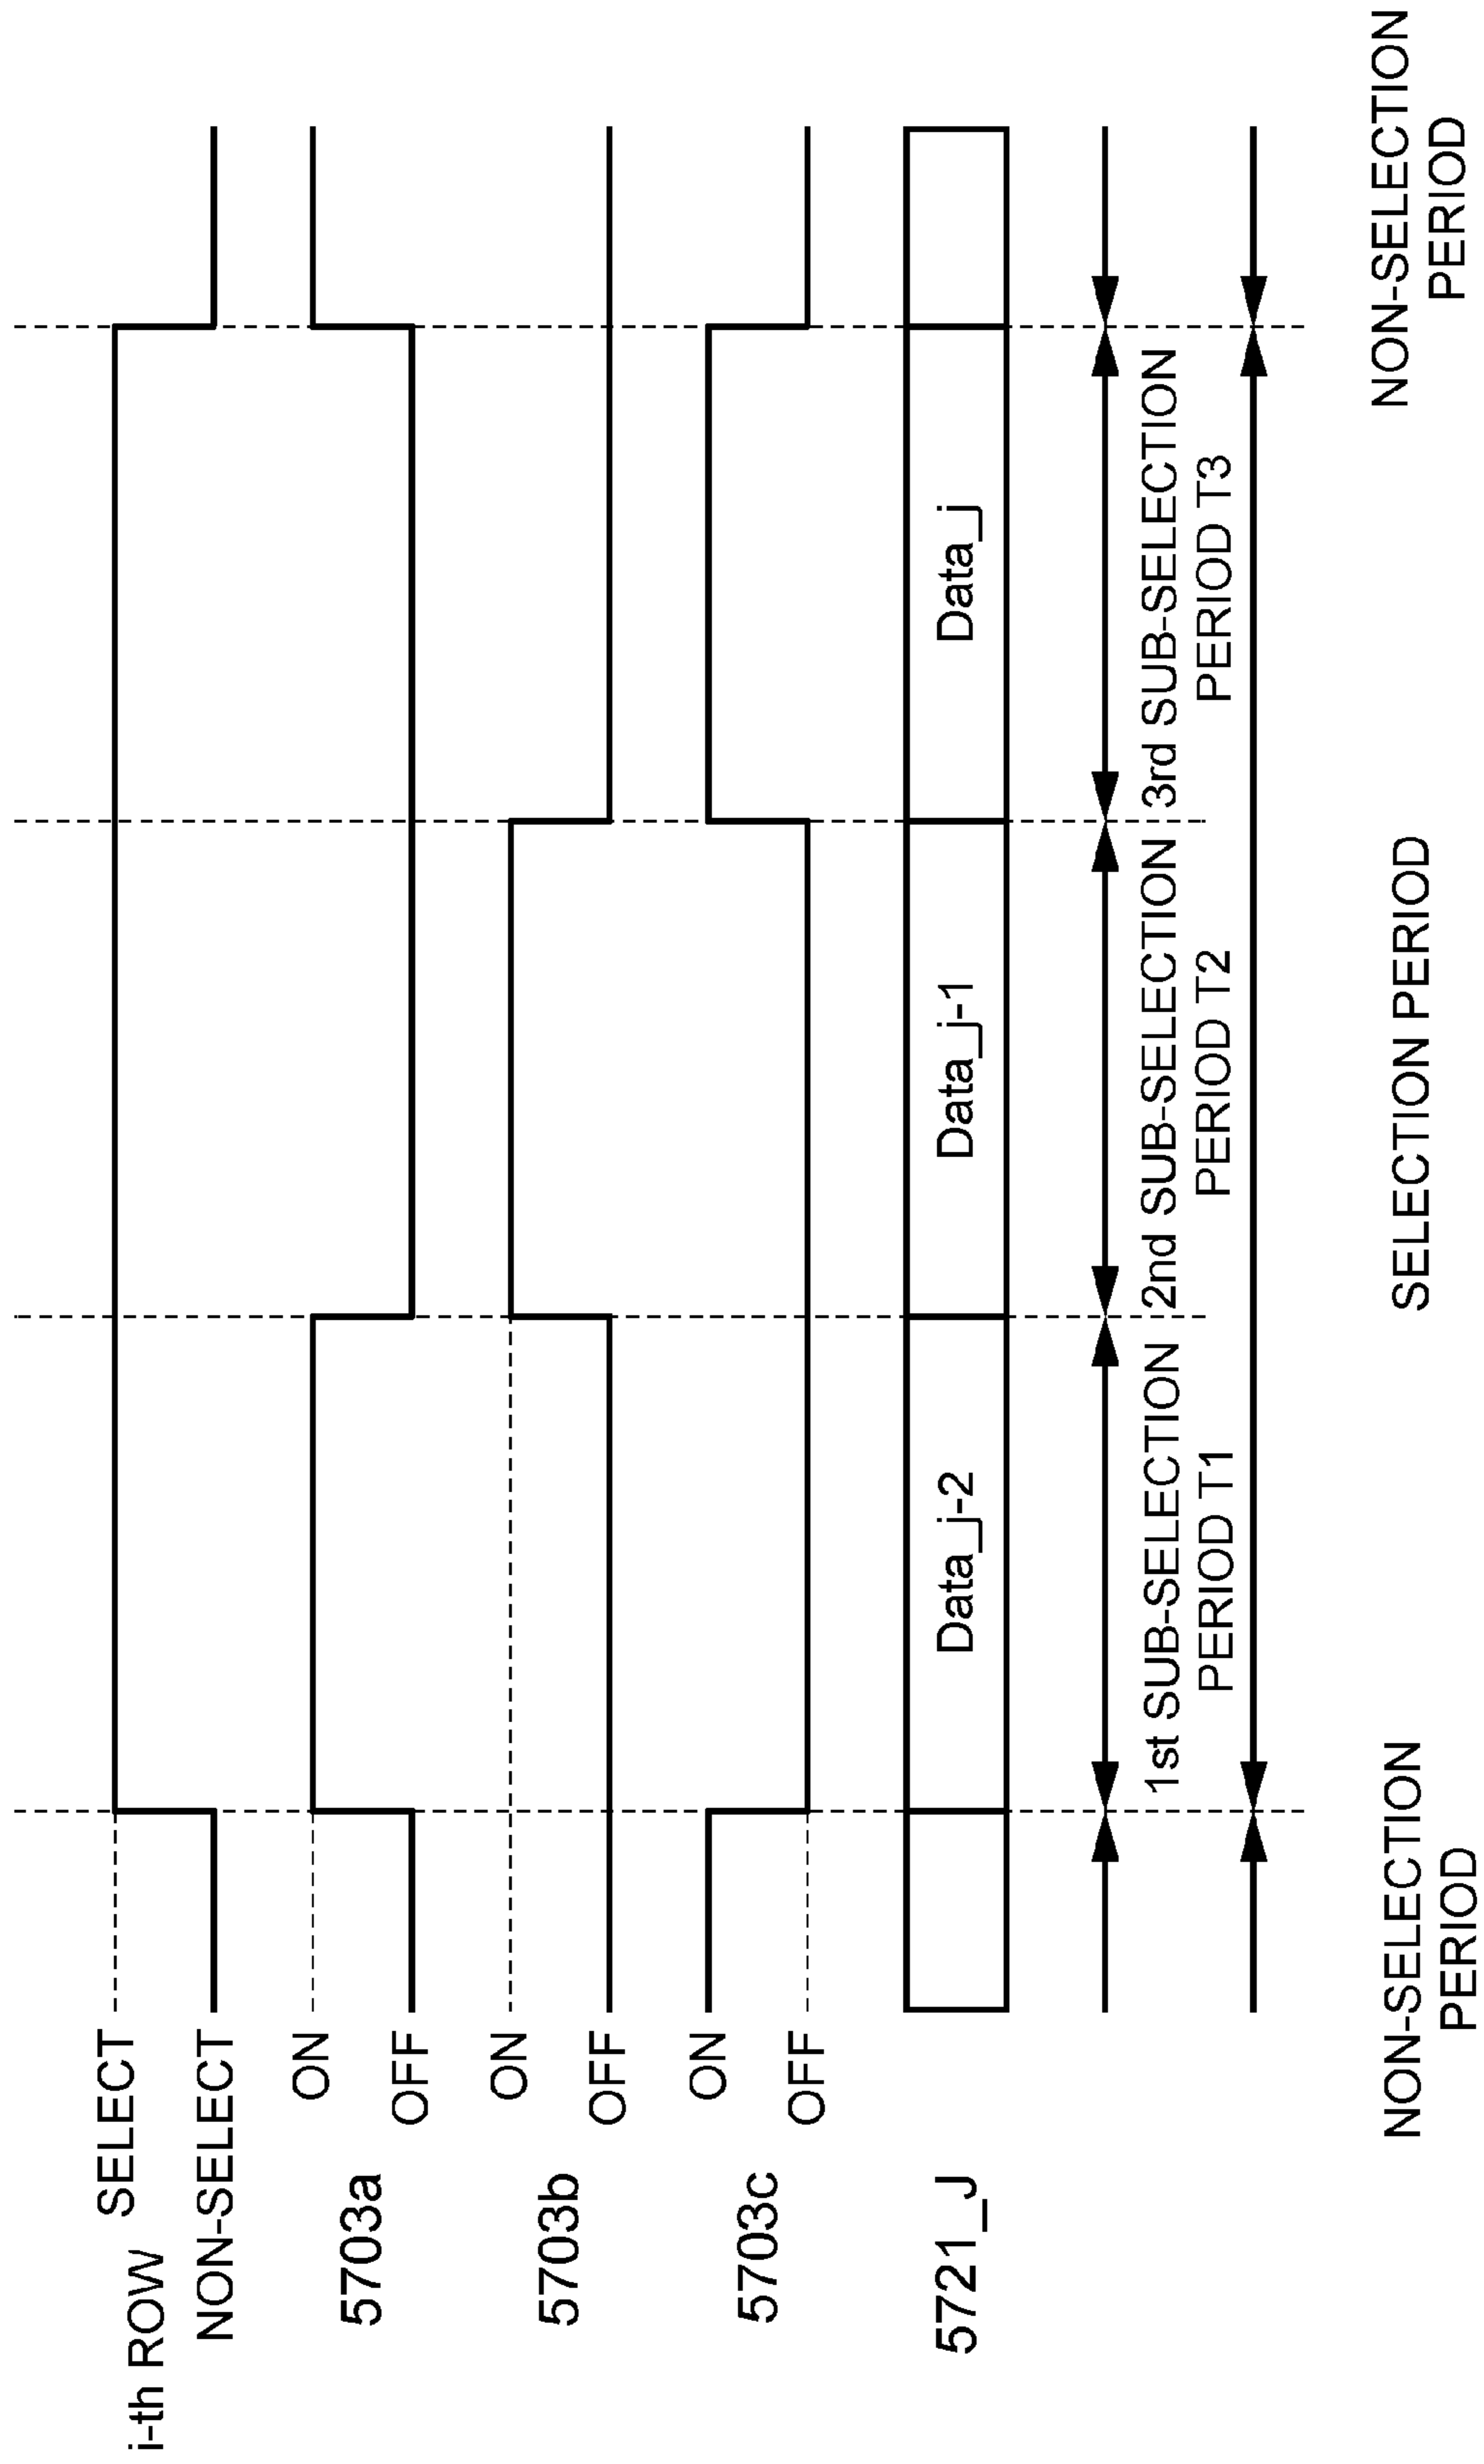 i-th ROW
SELECT
NON-SELECT
5703a
ON
OFF
5703b
ON
OFF
5703c
ON
OFF
5721_J
Data_j-2
Data_j-1
Data_j
1st SUB-SELECTION
PERIOD T1
2nd SUB-SELECTION
PERIOD T2
3rd SUB-SELECTION
PERIOD T3
NON-SELECTION
PERIOD
SELECTION PERIOD
NON-SELECTION
PERIOD